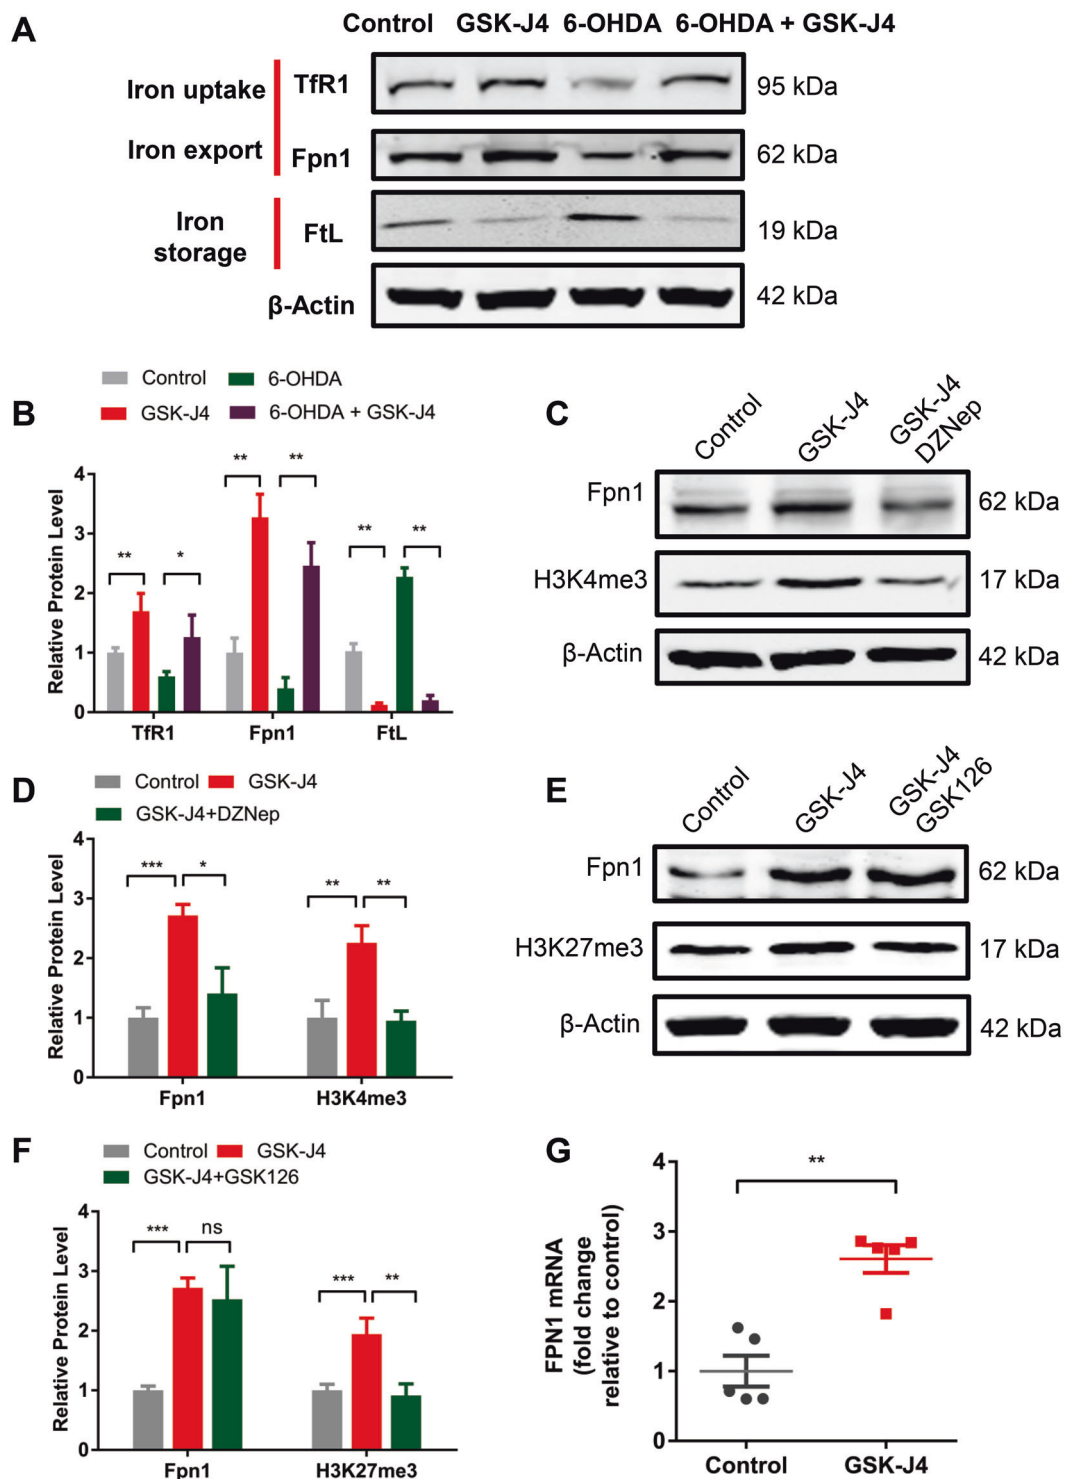 A
Control GSK-J4 6-OHDA 6-OHDA + GSK-J4
Iron uptake
TfR1
95 kDa
Iron export
Fpn1
62 kDa
Iron
storage
FtL
19 kDa
β-Actin
42 kDa
B
Control
6-OHDA
GSK-J4
6-OHDA + GSK-J4
Relative Protein Level
4
3
2
1
0
**
*
**
**
**
**
TfR1
Fpn1
FtL
C
Control
GSK-J4
GSK-J4
DZNep
Fpn1
62 kDa
H3K4me3
17 kDa
β-Actin
42 kDa
D
Control
GSK-J4
GSK-J4+DZNep
Relative Protein Level
4
3
2
1
0
***
*
**
**
Fpn1
H3K4me3
E
Control
GSK-J4
GSK-J4
GSK126
Fpn1
62 kDa
H3K27me3
17 kDa
β-Actin
42 kDa
F
Control
GSK-J4
GSK-J4+GSK126
Relative Protein Level
4
3
2
1
0
***
ns
***
**
Fpn1
H3K27me3
G
FPN1 mRNA
(fold change
relative to control)
4
3
2
1
0
**
Control
GSK-J4